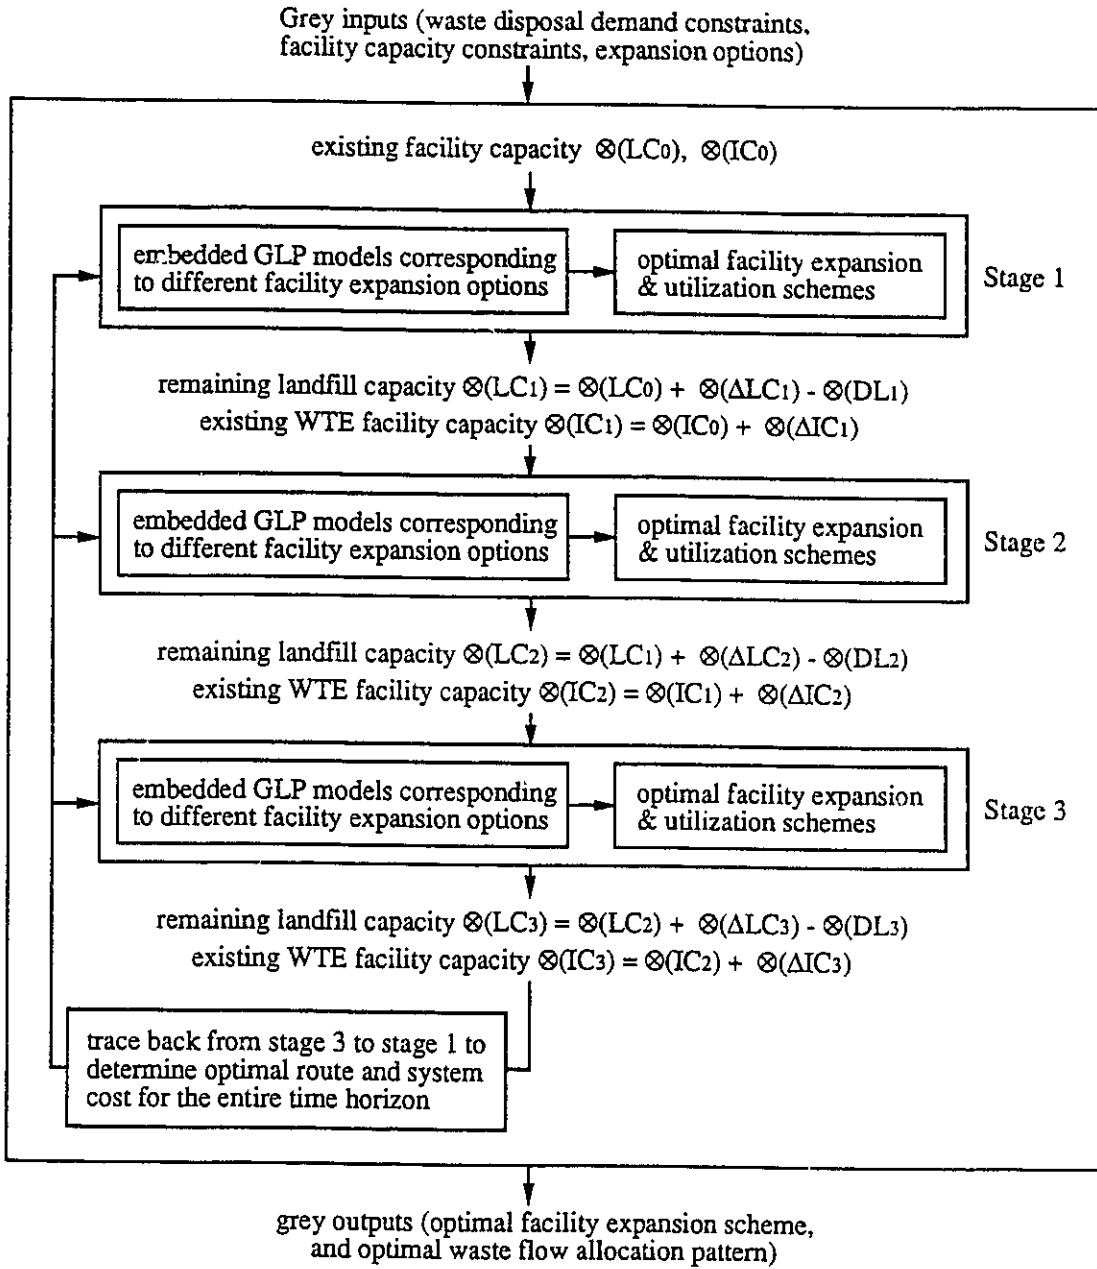 Grey inputs (waste disposal demand constraints,
facility capacity constraints, expansion options)
existing facility capacity ⊗(LC0), ⊗(IC0)
embedded GLP models corresponding
to different facility expansion options
optimal facility expansion
& utilization schemes
Stage 1
remaining landfill capacity ⊗(LC1) = ⊗(LC0) + ⊗(ΔLC1) - ⊗(DL1)
existing WTE facility capacity ⊗(IC1) = ⊗(IC0) + ⊗(ΔIC1)
embedded GLP models corresponding
to different facility expansion options
optimal facility expansion
& utilization schemes
Stage 2
remaining landfill capacity ⊗(LC2) = ⊗(LC1) + ⊗(ΔLC2) - ⊗(DL2)
existing WTE facility capacity ⊗(IC2) = ⊗(IC1) + ⊗(ΔIC2)
embedded GLP models corresponding
to different facility expansion options
optimal facility expansion
& utilization schemes
Stage 3
remaining landfill capacity ⊗(LC3) = ⊗(LC2) + ⊗(ΔLC3) - ⊗(DL3)
existing WTE facility capacity ⊗(IC3) = ⊗(IC2) + ⊗(ΔIC3)
trace back from stage 3 to stage 1 to
determine optimal route and system
cost for the entire time horizon
grey outputs (optimal facility expansion scheme,
and optimal waste flow allocation pattern)